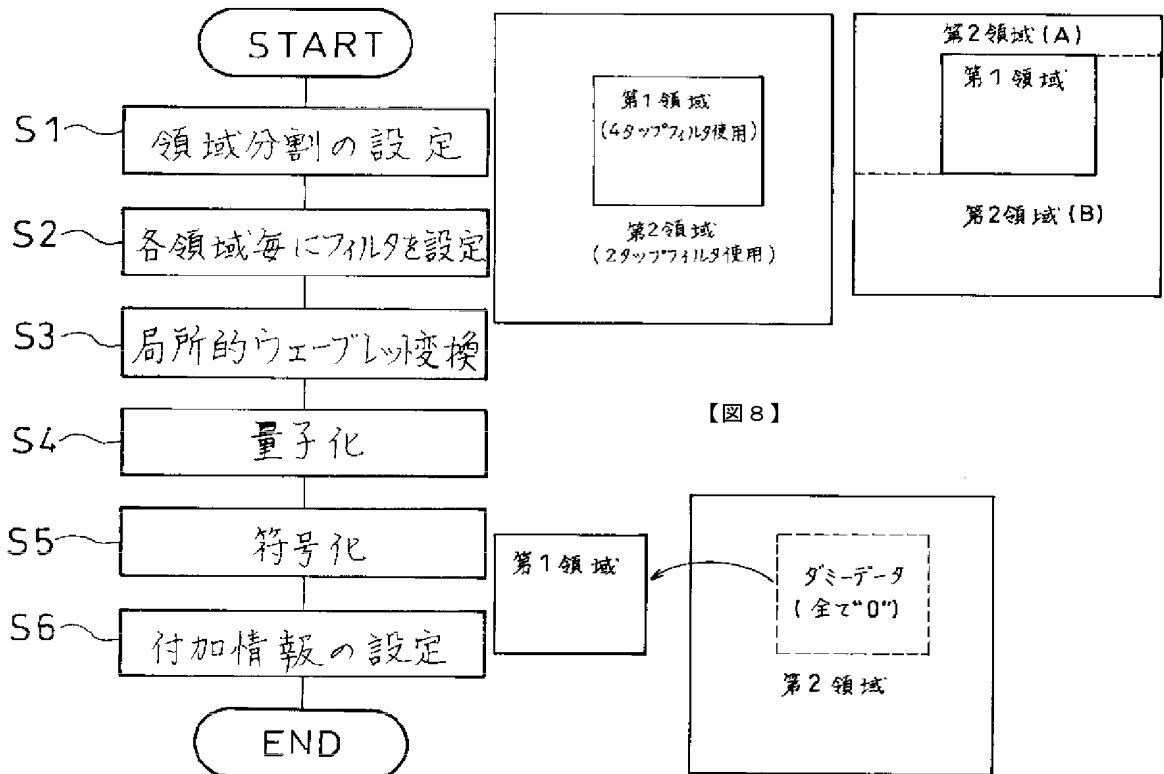 START
S1
領域分割の設定
S2
各領域毎にフィルタを設定
S3
局所的ウェーブレット変換
S4
量子化
S5
符号化
S6
付加情報の設定
END
第1領域
(4タップフィルタ使用)
第2領域
(2タップフィルタ使用)
第2領域(A)
第1領域
第2領域(B)
【図8】
第1領域
ダミーデータ
(全て"0")
第2領域